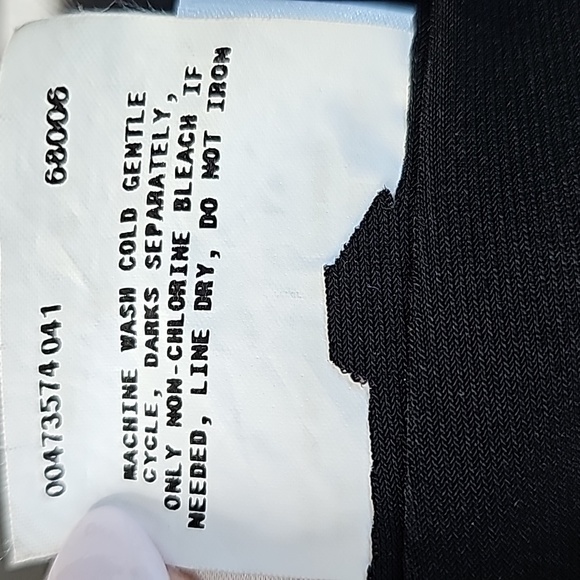 00473574041 68006
MACHINE WASH COLD GENTLE
CYCLE, DARKS SEPARATELY,
ONLY NON-CHLORINE BLEACH IF
NEEDED, LINE DRY, DO NOT IRON